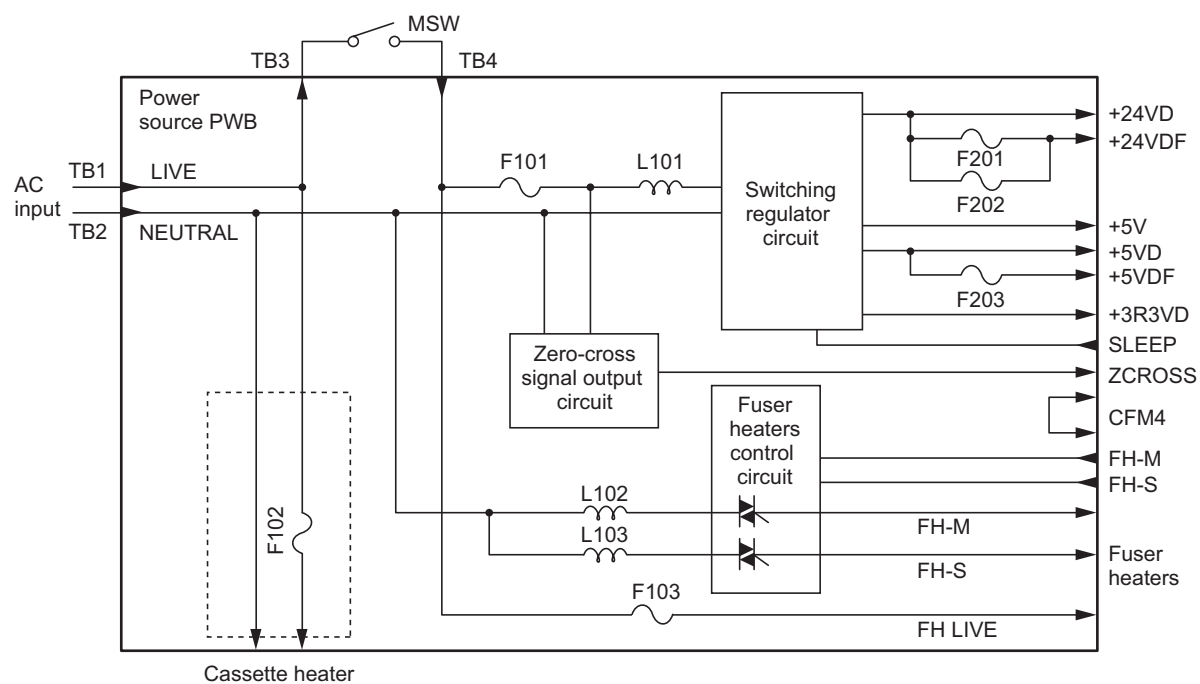 MSW
TB3
TB4
Power
source PWB
+24VD
+24VDF
F201
F202
TB1
LIVE
F101
L101
AC
input
Switching
regulator
circuit
TB2
NEUTRAL
+5V
+5VD
+5VDF
F203
+3R3VD
SLEEP
ZCROSS
Zero-cross
signal output
circuit
CFM4
Fuser
heaters
control
circuit
FH-M
FH-S
F102
L102
FH-M
L103
FH-S
Fuser
heaters
F103
FH LIVE
Cassette heater